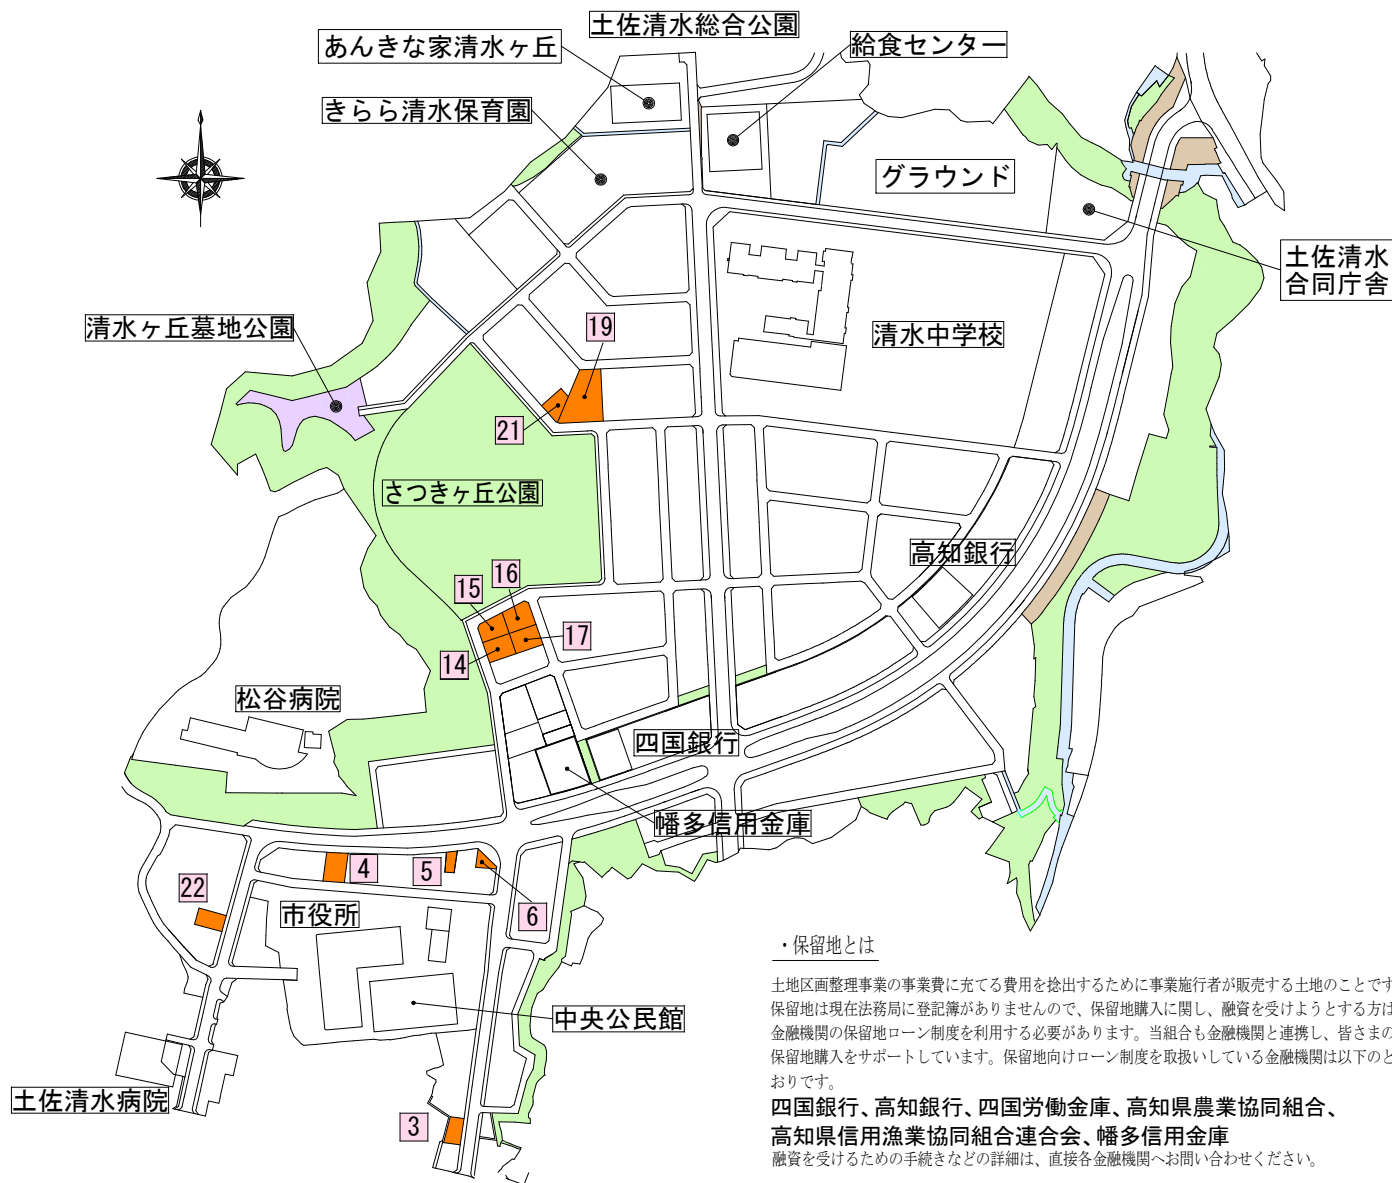 土佐清水総合公園
あんきな家清水ヶ丘
給食センター
きらら清水保育園
グラウンド
土佐清水
合同庁舎
清水ヶ丘墓地公園
19
清水中学校
21
さつきヶ丘公園
高知銀行
15
16
17
14
松谷病院
四国銀行
幡多信用金庫
4
5
22
6
市役所
中央公民館
土佐清水病院
3
・保留地とは
土地区画整理事業の事業費に充てる費用を捻出するために事業施行者が販売する土地のことです
保留地は現在法務局に登記簿がありませんので、保留地購入に関し、融資を受けようとする方は
金融機関の保留地ローン制度を利用する必要があります。当組合も金融機関と連携し、皆さまの
保留地購入をサポートしています。保留地向けローン制度を取扱いしている金融機関は以下のと
おりです。
四国銀行、高知銀行、四国労働金庫、高知県農業協同組合、
高知県信用漁業協同組合連合会、幡多信用金庫
融資を受けるための手続きなどの詳細は、直接各金融機関へお問い合わせください。